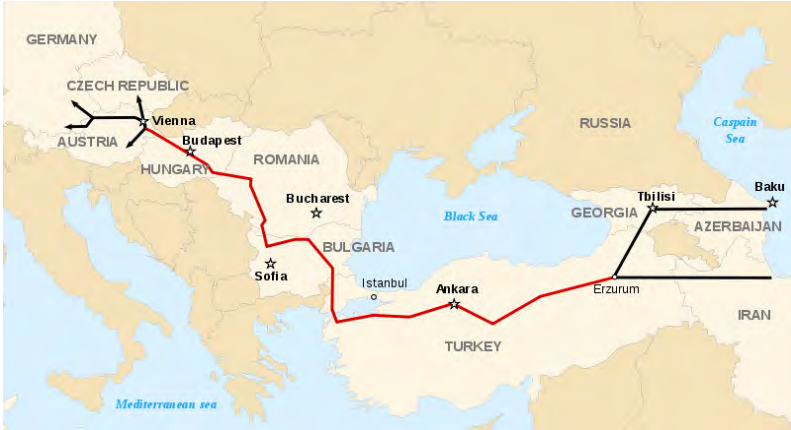 GERMANY
CZECH REPUBLIC
Vienna
AUSTRIA
Budapest
HUNGARY
ROMANIA
Bucharest
BULGARIA
Sofia
Istanbul
Ankara
TURKEY
Erzurum
Black Sea
RUSSIA
Caspain
Sea
Tbilisi
GEORGIA
Baku
AZERBAIJAN
IRAN
Mediterranean sea